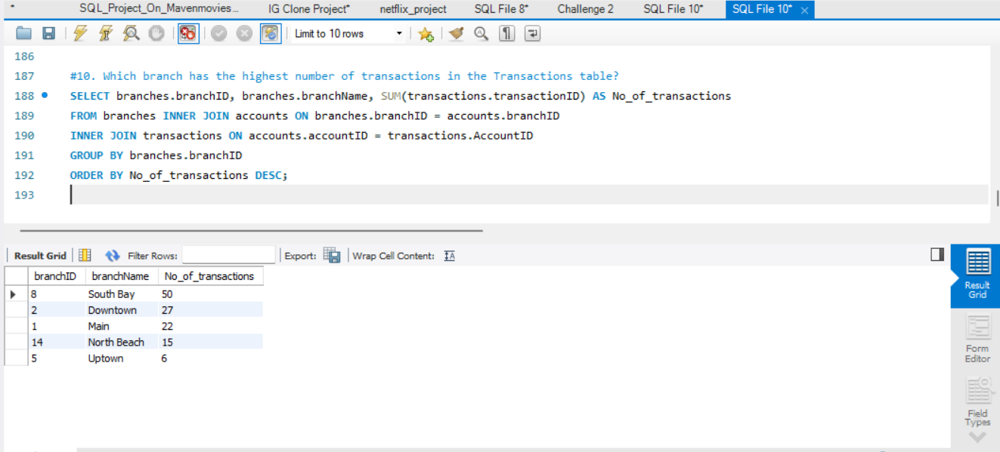 * SQL_Project_On_Mavenmovies... IG Clone Project* netflix_project SQL File 8* Challenge 2 SQL File 10* SQL File 10* ×
Limit to 10 rows
186
187 #10. Which branch has the highest number of transactions in the Transactions table?
188 SELECT branches.branchID, branches.branchName, SUM(transactions.transactionID) AS No_of_transactions
189 FROM branches INNER JOIN accounts ON branches.branchID = accounts.branchID
190 INNER JOIN transactions ON accounts.accountID = transactions.AccountID
191 GROUP BY branches.branchID
192 ORDER BY No_of_transactions DESC;
193
Result Grid Filter Rows: Export: Wrap Cell Content: IA
branchID branchName No_of_transactions
8 South Bay 50
2 Downtown 27
1 Main 22
14 North Beach 15
5 Uptown 6
Result
Grid
Form
Editor
Field
Types